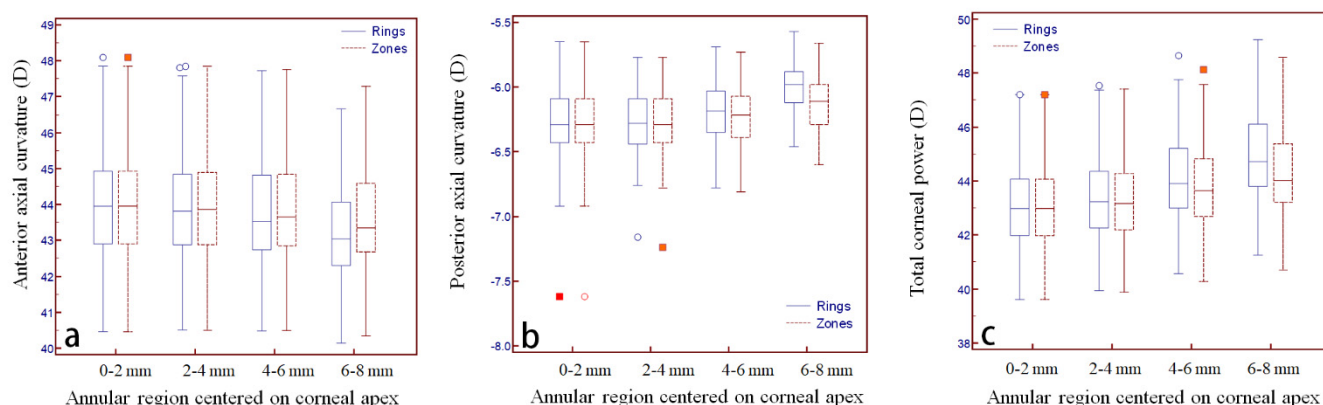 Anterior axial curvature (D)
49
48
47
46
45
44
43
42
41
40
Rings
Zones
a
0-2 mm 2-4 mm 4-6 mm 6-8 mm
Annular region centered on corneal apex
Posterior axial curvature (D)
-5.5
-6.0
-6.5
-7.0
-7.5
-8.0
Rings
Zones
b
0-2 mm 2-4 mm 4-6 mm 6-8 mm
Annular region centered on corneal apex
Total corneal power (D)
50
48
46
44
42
40
38
Rings
Zones
c
0-2 mm 2-4 mm 4-6 mm 6-8 mm
Annular region centered on corneal apex